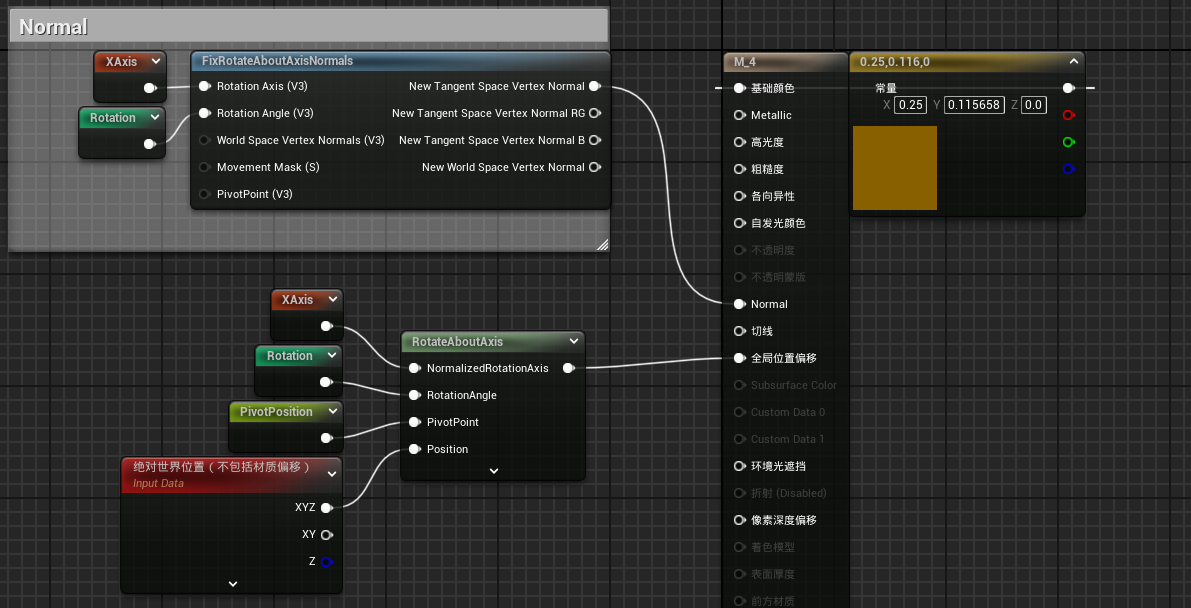 Normal
XAxis
Rotation
FixRotateAboutAxisNormals
Rotation Axis (V3)
New Tangent Space Vertex Normal
Rotation Angle (V3)
New Tangent Space Vertex Normal RG
World Space Vertex Normals (V3)
New Tangent Space Vertex Normal B
Movement Mask (S)
New World Space Vertex Normal
PivotPoint (V3)
XAxis
Rotation
PivotPosition
绝对世界位置（不包括材质偏移）
Input Data
XYZ
XY
Z
RotateAboutAxis
NormalizedRotationAxis
RotationAngle
PivotPoint
Position
M_4
基础颜色
Metallic
高光度
粗糙度
各向异性
自发光颜色
不透明度
不透明蒙版
Normal
切线
全局位置偏移
Subsurface Color
Custom Data 0
Custom Data 1
环境光遮挡
折射 (Disabled)
像素深度偏移
着色模型
表面厚度
前方材质
0.25,0.116,0
常量
X 0.25 Y 0.115658 Z 0.0